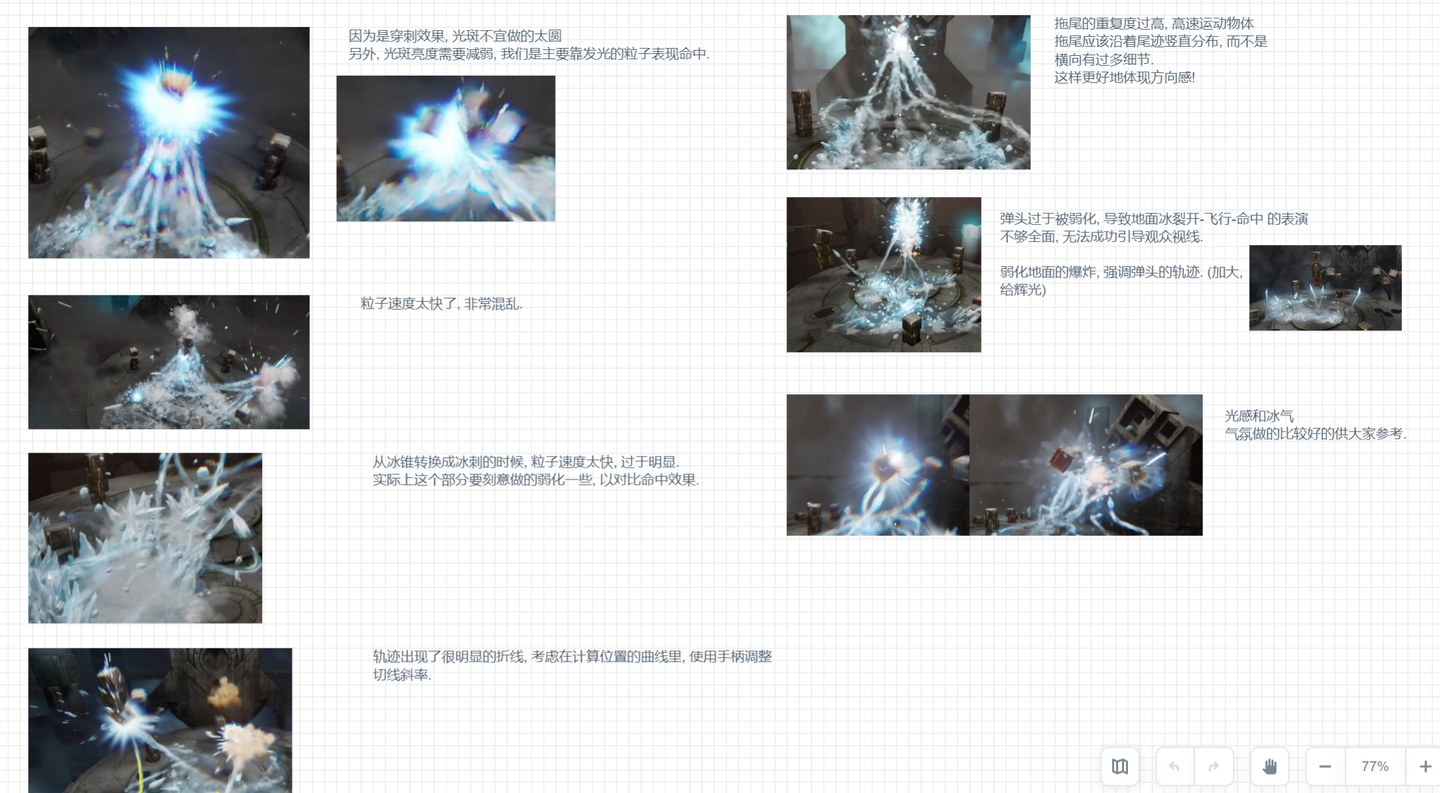 因为是穿刺效果, 光斑不宜做的太圆
另外, 光斑亮度需要减弱, 我们是主要靠发光的粒子表现命中.
粒子速度太快了, 非常混乱.
从冰锥转换成冰刺的时候, 粒子速度太快, 过于明显.
实际上这个部分要刻意做的弱化一些, 以对比命中效果.
轨迹出现了很明显的折线, 考虑在计算位置的曲线里, 使用手柄调整
切线斜率.
拖尾的重复度过高, 高速运动物体
拖尾应该沿着尾迹竖直分布, 而不是
横向有过多细节.
这样更好地体现方向感!
弹头过于被弱化, 导致地面冰裂开-飞行-命中 的表演
不够全面, 无法成功引导观众视线.
弱化地面的爆炸, 强调弹头的轨迹. (加大,
给辉光)
光感和冰气
气氛做的比较好的供大家参考.
77%